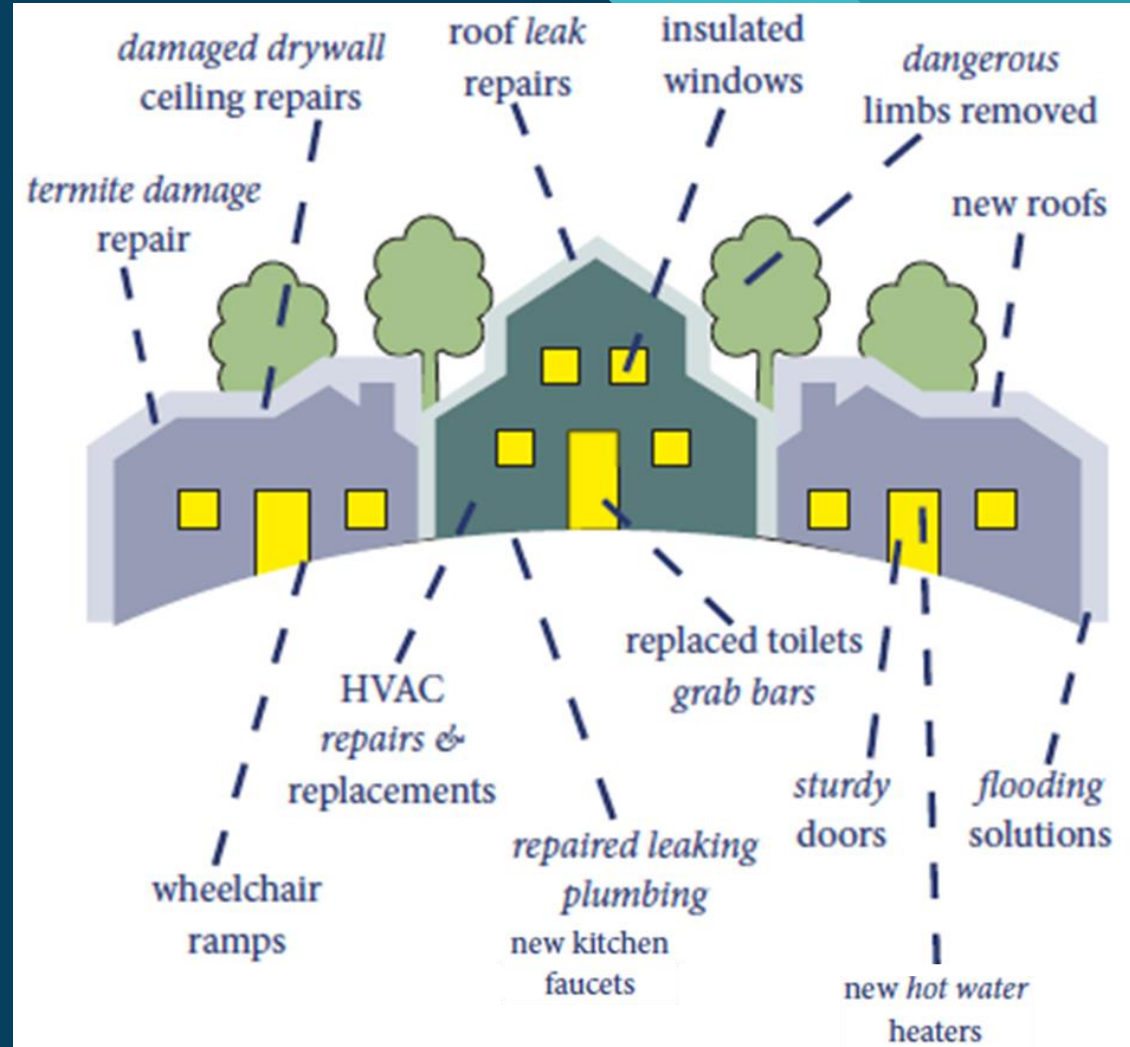 damaged drywall
ceiling repairs
roof leak
repairs
insulated
windows
dangerous
limbs removed
termite damage
repair
new roofs
replaced toilets
grab bars
HVAC
repairs &
replacements
sturdy
doors
flooding
solutions
repaired leaking
plumbing
new kitchen
faucets
wheelchair
ramps
new hot water
heaters